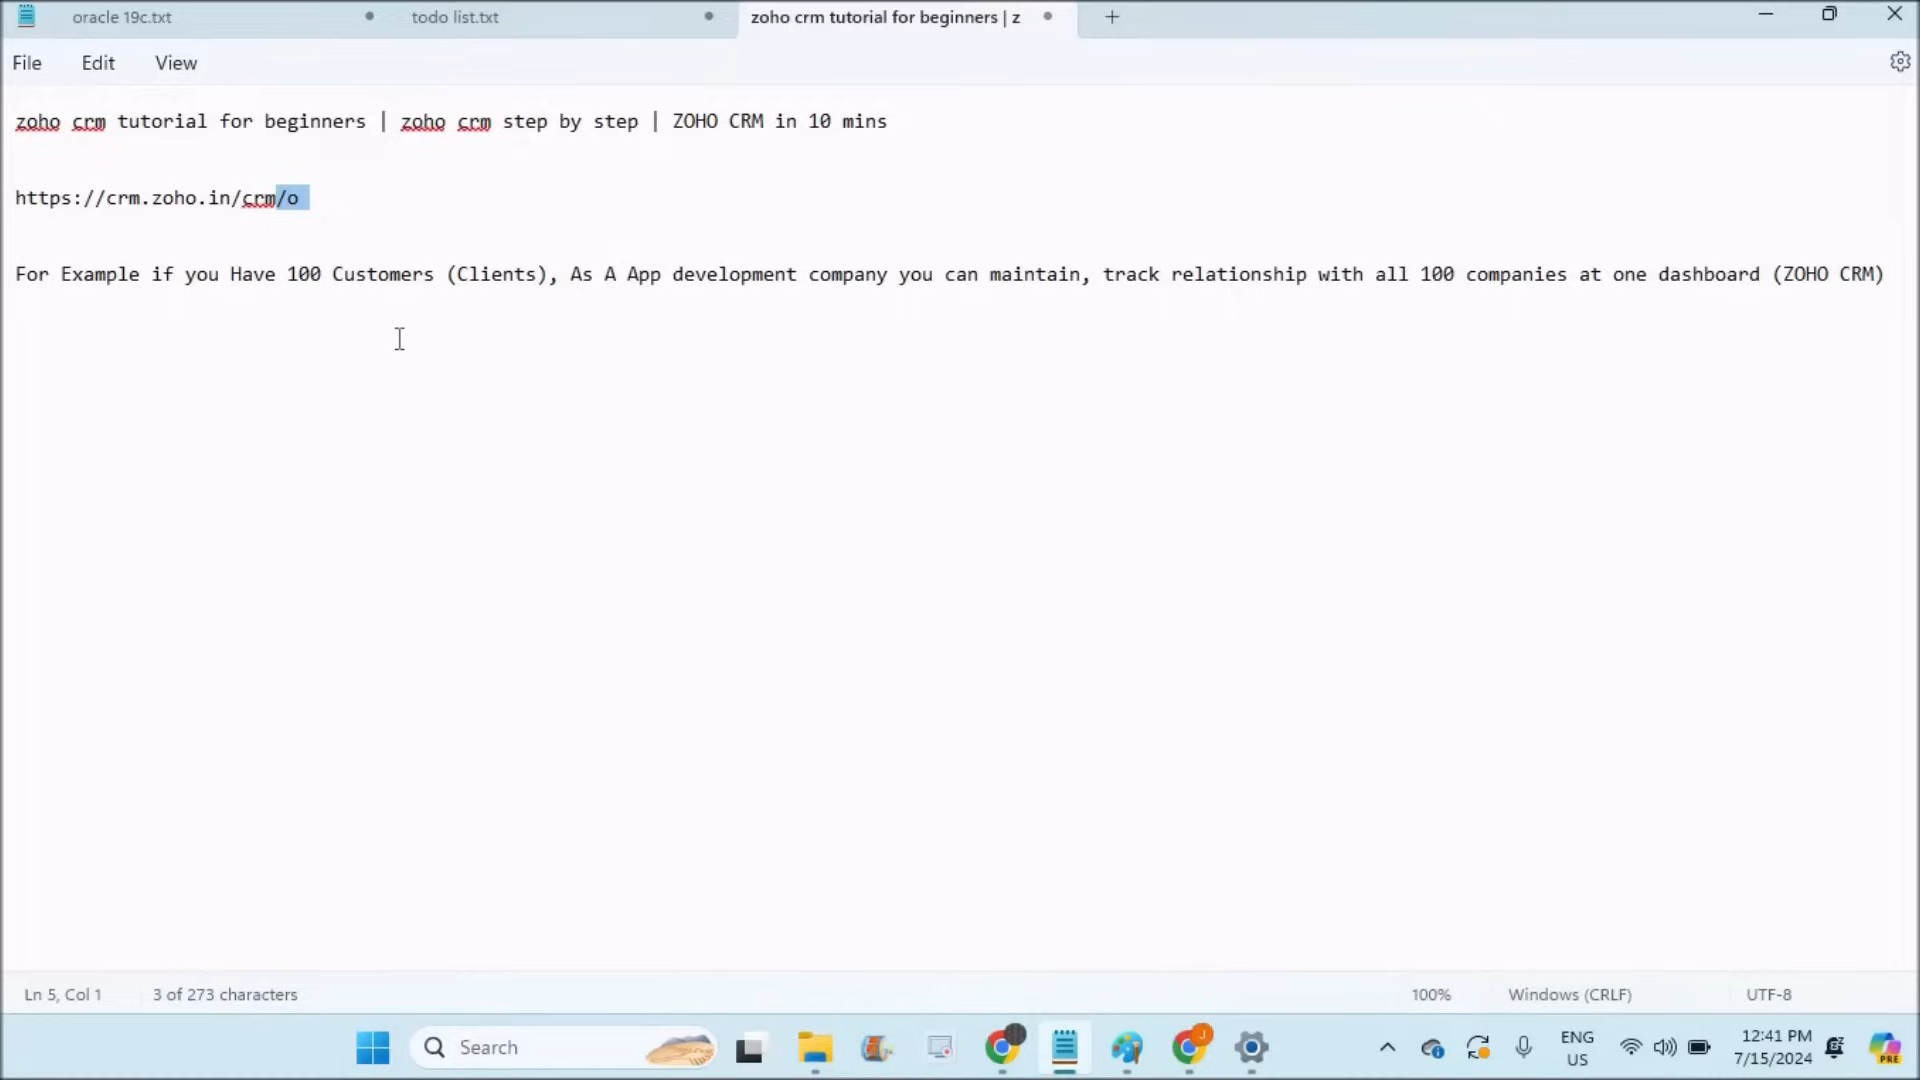 oracle 19c.txt todo list.txt zoho crm tutorial for beginners | z
File Edit View
zoho crm tutorial for beginners | zoho crm step by step | ZOHO CRM in 10 mins
https://crm.zoho.in/crm/o
For Example if you Have 100 Customers (Clients), As A App development company you can maintain, track relationship with all 100 companies at one dashboard (ZOHO CRM)
Ln 5, Col 1 3 of 273 characters 100% Windows (CRLF) UTF-8
Search ENG 12:41 PM
US 7/15/2024
J
PRE